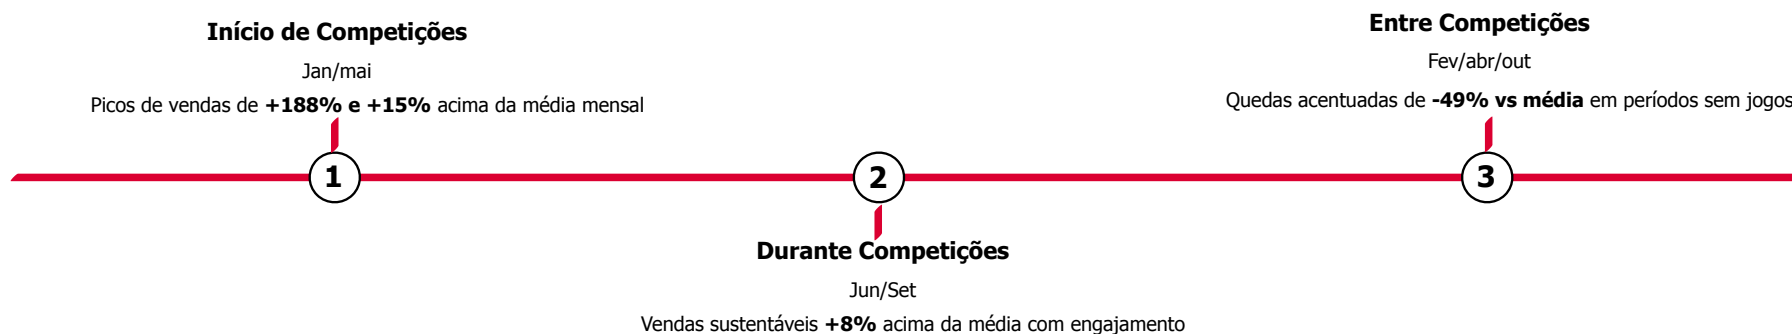 Início de Competições
Jan/mai
Picos de vendas de +188% e +15% acima da média mensal
1
2
Durante Competições
Jun/Set
Vendas sustentáveis +8% acima da média com engajamento
Entre Competições
Fev/abr/out
Quedas acentuadas de -49% vs média em períodos sem jogos
3